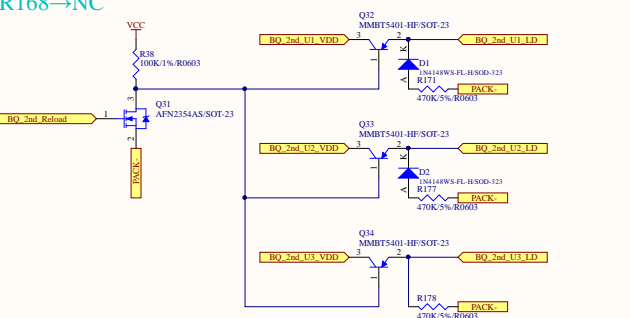 R168→NC
VCC
R38
100K/1%/R0603
Q31
AFN2354AS/SOT-23
3
1
2
BQ_2nd_Reload
PACK-
Q32
MMBT5401-HF/SOT-23
BQ_2nd_U1_VDD
3
2
1
BQ_2nd_U1_LD
K
D1
1N4148WS-FL-H/SOD-323
A
R171
470K/5%/R0603
PACK-
Q33
MMBT5401-HF/SOT-23
BQ_2nd_U2_VDD
3
2
1
BQ_2nd_U2_LD
K
D2
1N4148WS-FL-H/SOD-323
A
R177
470K/5%/R0603
PACK-
Q34
MMBT5401-HF/SOT-23
BQ_2nd_U3_VDD
3
2
1
BQ_2nd_U3_LD
R178
470K/5%/R0603
PACK-